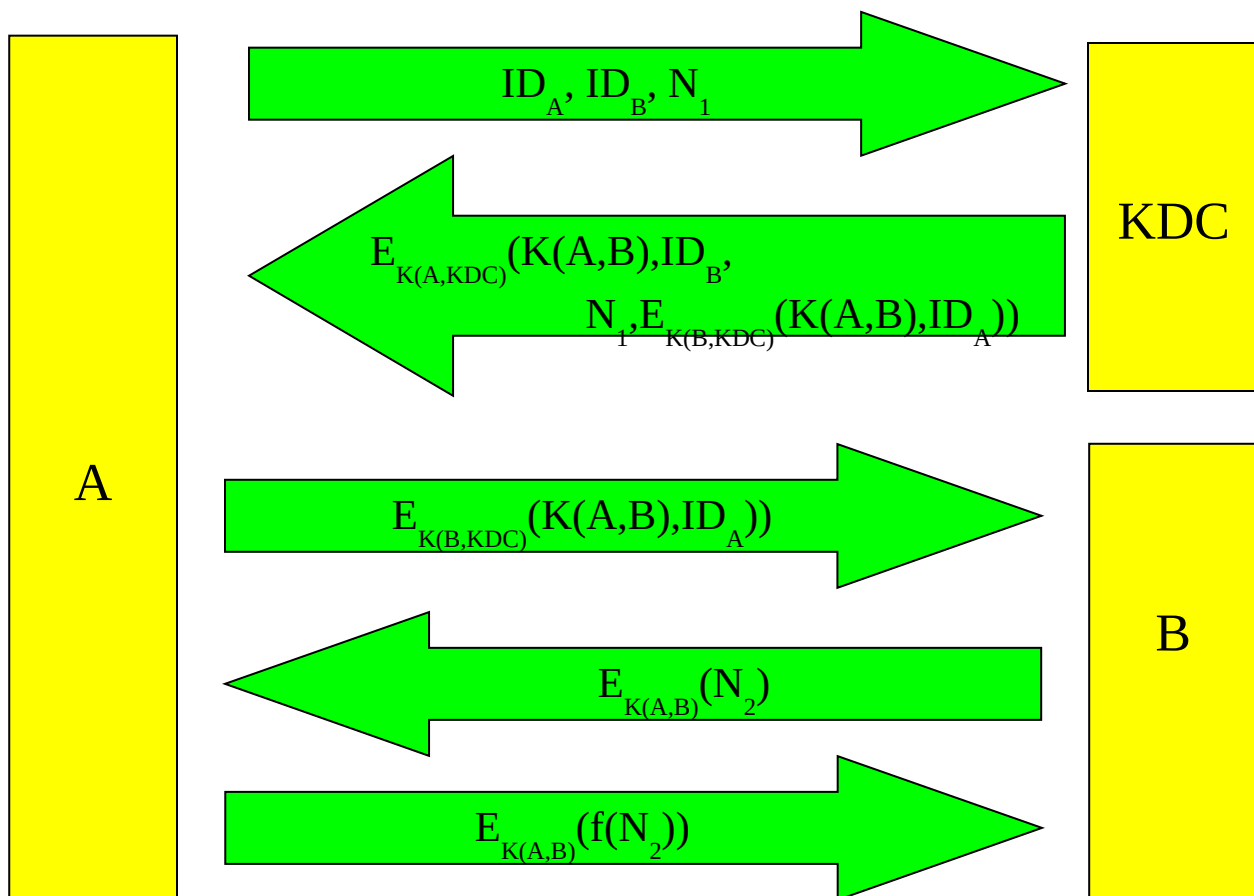 ID_A, ID_B, N_1
KDC
E_K(A,KDC)(K(A,B),ID_B,
N_1,E_K(B,KDC)(K(A,B),ID_A))
A
E_K(B,KDC)(K(A,B),ID_A))
B
E_K(A,B)(N_2)
E_K(A,B)(f(N_2))